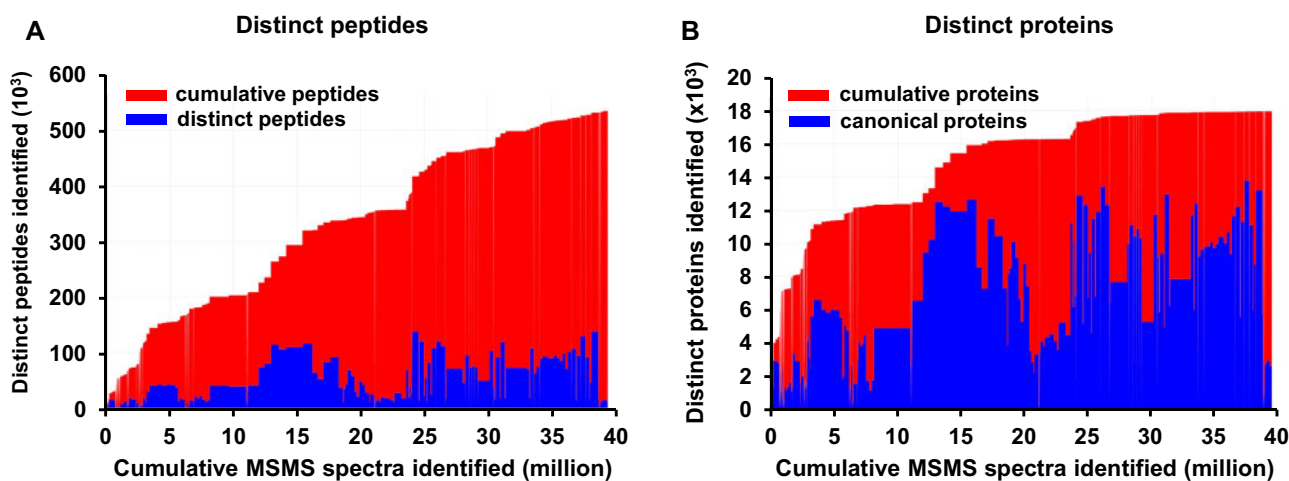 A
Distinct peptides
Distinct peptides identified (10³)
600
500
400
300
200
100
0
cumulative peptides
distinct peptides
0 5 10 15 20 25 30 35 40
Cumulative MSMS spectra identified (million)
B
Distinct proteins
Distinct proteins identified (x10³)
20
18
16
14
12
10
8
6
4
2
0
cumulative proteins
canonical proteins
0 5 10 15 20 25 30 35 40
Cumulative MSMS spectra identified (million)